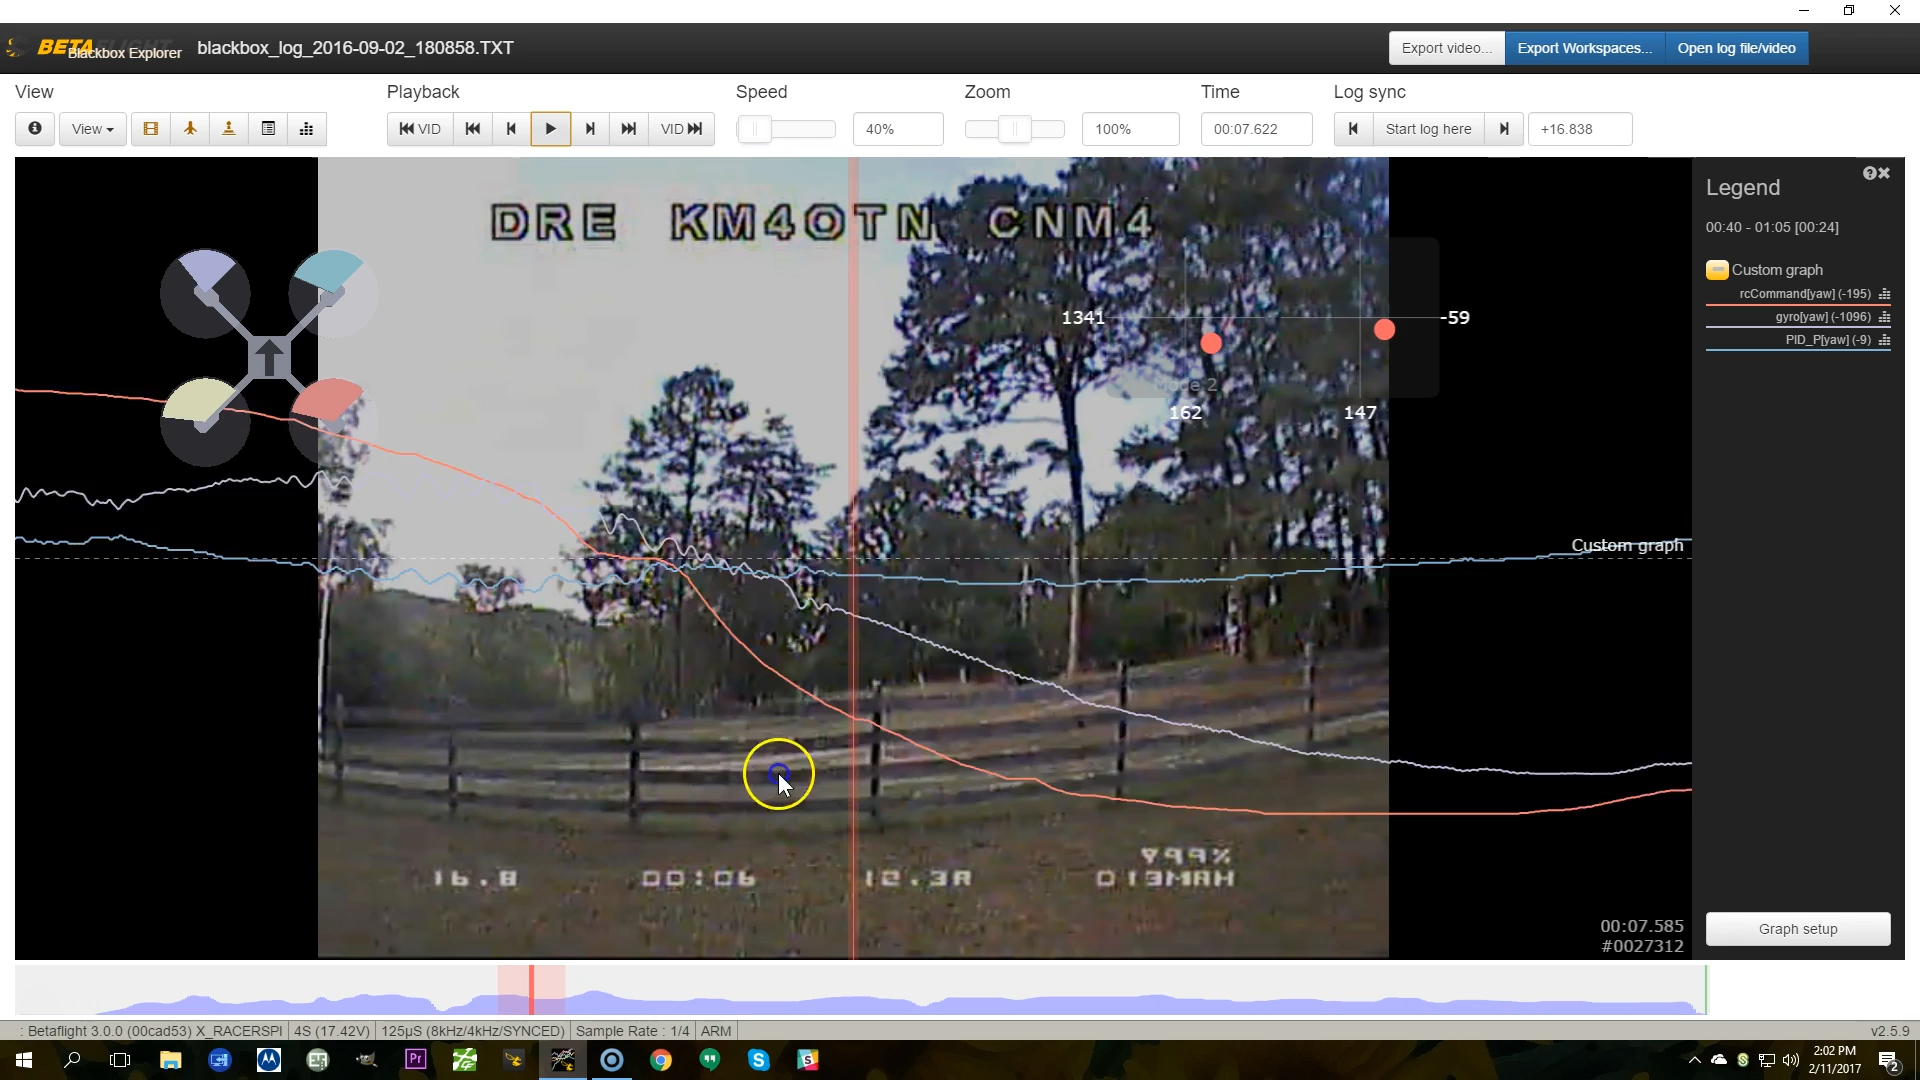 BETAFLIGHT
Blackbox Explorer
blackbox_log_2016-09-02_180858.TXT
Export video...
Export Workspaces...
Open log file/video
View
Playback
Speed
Zoom
Time
Log sync
View
VID
VID
40%
100%
00:07.622
Start log here
+16.838
DRE KM4OTN CNM4
1341
-59
Mode 2
162
147
Legend
00:40 - 01:05 [00:24]
Custom graph
rcCommand[yaw] (-195)
gyro[yaw] (-1096)
PID_P[yaw] (-9)
Custom graph
16.8
00:06
12.3A
013MAH
00:07.585
#0027312
Graph setup
: Betaflight 3.0.0 (00cad53) X_RACERSPI
4S (17.42V)
125µS (8kHz/4kHz/SYNCED)
Sample Rate : 1/4
ARM
v2.5.9
Pr
2:02 PM
2/11/2017
2